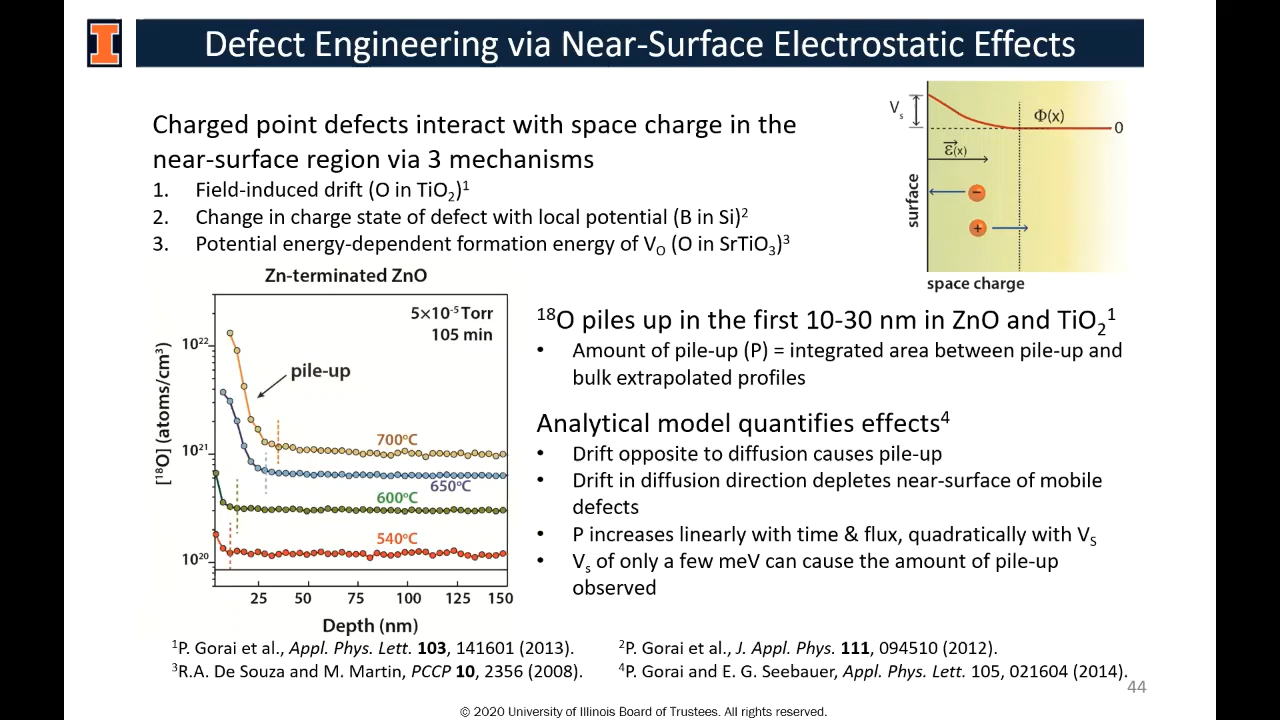 I
Defect Engineering via Near-Surface Electrostatic Effects
Charged point defects interact with space charge in the
near-surface region via 3 mechanisms
1. Field-induced drift (O in TiO₂)¹
2. Change in charge state of defect with local potential (B in Si)²
3. Potential energy-dependent formation energy of V_O (O in SrTiO₃)³
Vₛ
Φ(x)
0
ε⃗(x)
surface
−
+
space charge
Zn-terminated ZnO
5×10⁻⁵ Torr
105 min
[¹⁸O] (atoms/cm³)
10²²
10²¹
10²⁰
pile-up
700°C
650°C
600°C
540°C
25 50 75 100 125 150
Depth (nm)
¹⁸O piles up in the first 10-30 nm in ZnO and TiO₂¹
• Amount of pile-up (P) = integrated area between pile-up and
bulk extrapolated profiles
Analytical model quantifies effects⁴
• Drift opposite to diffusion causes pile-up
• Drift in diffusion direction depletes near-surface of mobile
defects
• P increases linearly with time & flux, quadratically with V_S
• Vₛ of only a few meV can cause the amount of pile-up
observed
¹P. Gorai et al., Appl. Phys. Lett. 103, 141601 (2013).
²P. Gorai et al., J. Appl. Phys. 111, 094510 (2012).
³R.A. De Souza and M. Martin, PCCP 10, 2356 (2008).
⁴P. Gorai and E. G. Seebauer, Appl. Phys. Lett. 105, 021604 (2014).
44
© 2020 University of Illinois Board of Trustees. All rights reserved.